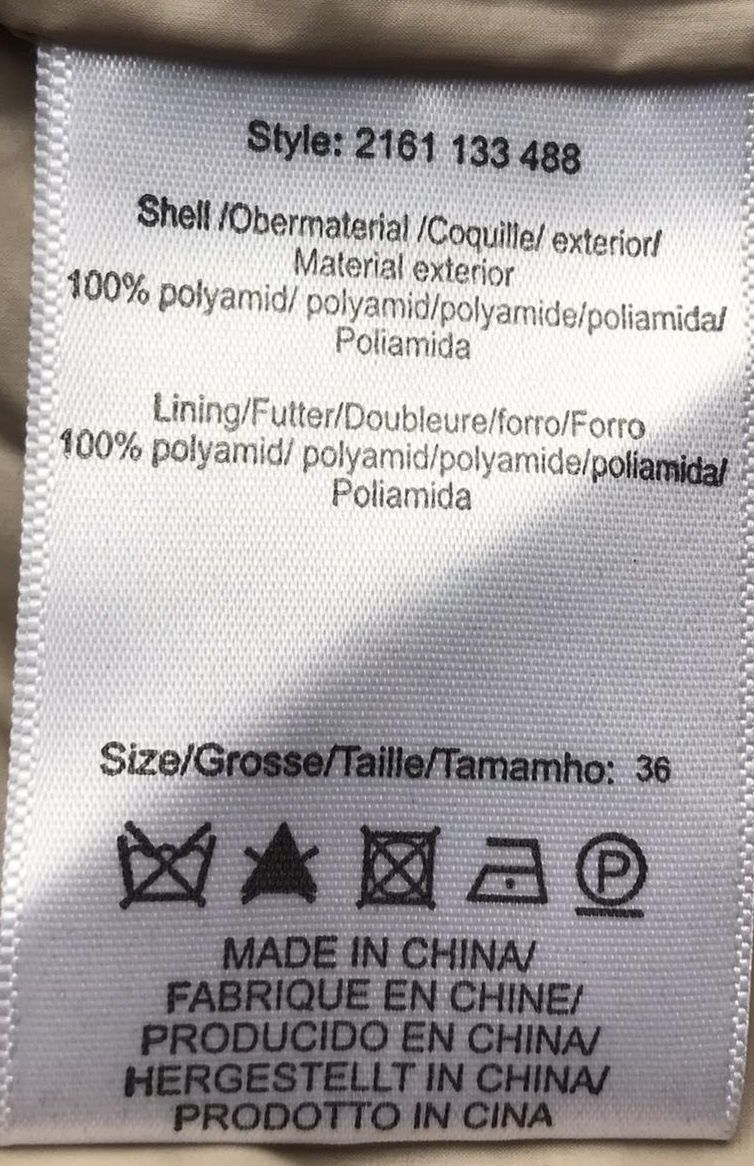 Style: 2161 133 488
Shell /Obermaterial /Coquille/ exterior/
Material exterior
100% polyamid/ polyamid/polyamide/poliamida/
Poliamida
Lining/Futter/Doubleure/forro/Forro
100% polyamid/ polyamid/polyamide/poliamida/
Poliamida
Size/Grosse/Taille/Tamamho: 36
P
MADE IN CHINA/
FABRIQUE EN CHINE/
PRODUCIDO EN CHINA/
HERGESTELLT IN CHINA/
PRODOTTO IN CINA